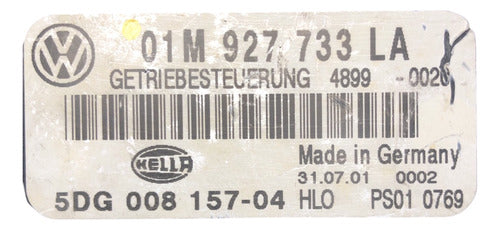 01M 927 733 LA
GETRIEBESTEUERUNG 4899 -0020
HELLA
Made in Germany
31.07.01 0002
5DG 008 157-04 HLO PS01 0769